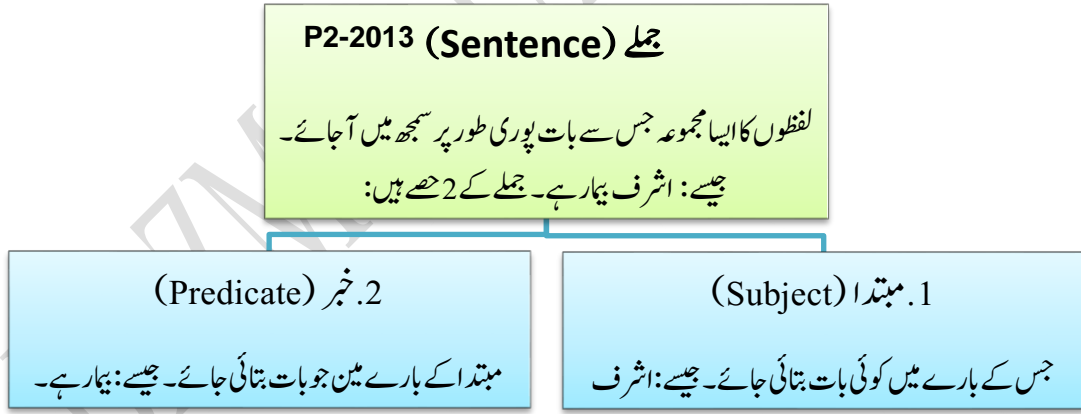 جملے (Sentence) P2-2013
لفظوں کا ایسا مجموعہ جس سے بات پوری طور پر سمجھ میں آجائے۔
جیسے: اشرف بیمار ہے۔ جملے کے 2 حصے ہیں:
1. مبتدا (Subject)
جس کے بارے میں کوئی بات بتائی جائے۔ جیسے: اشرف
2. خبر (Predicate)
مبتدا کے بارے مین جو بات بتائی جائے۔ جیسے: بیمار ہے۔